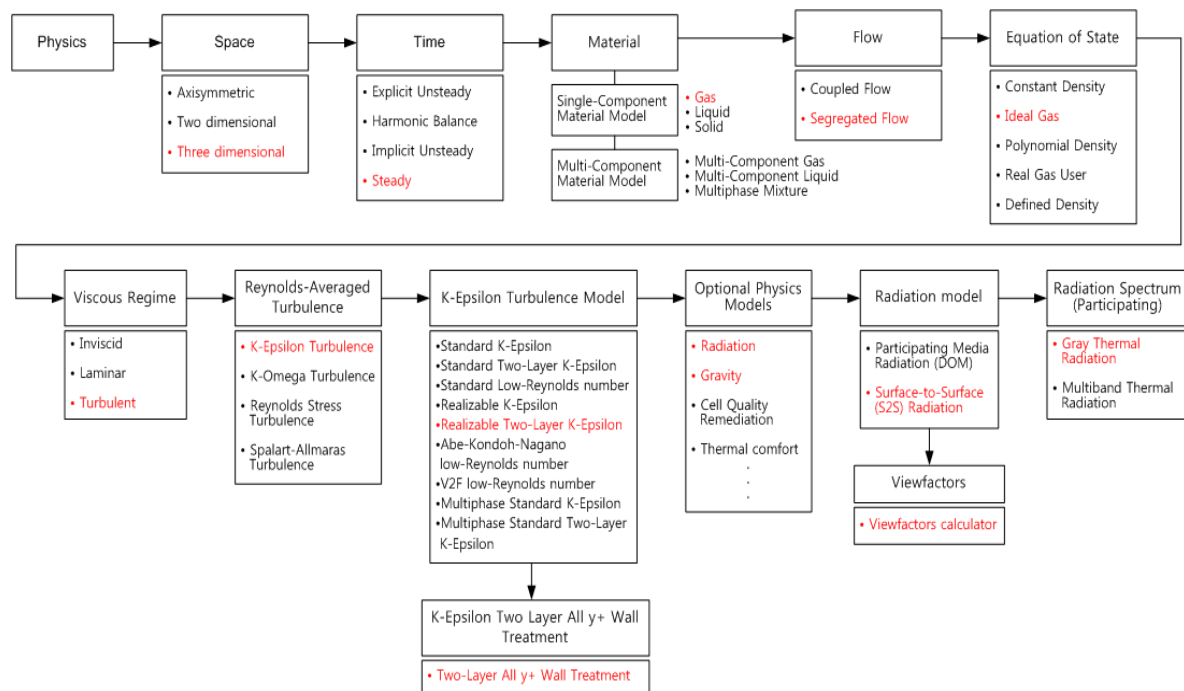 Physics
Space
Time
Material
Flow
Equation of State
• Axisymmetric
• Two dimensional
• Three dimensional
• Explicit Unsteady
• Harmonic Balance
• Implicit Unsteady
• Steady
Single-Component
Material Model
• Gas
• Liquid
• Solid
Multi-Component
Material Model
• Multi-Component Gas
• Multi-Component Liquid
• Multiphase Mixture
• Coupled Flow
• Segregated Flow
• Constant Density
• Ideal Gas
• Polynomial Density
• Real Gas User
• Defined Density
Viscous Regime
Reynolds-Averaged
Turbulence
K-Epsilon Turbulence Model
Optional Physics
Models
Radiation model
Radiation Spectrum
(Participating)
• Inviscid
• Laminar
• Turbulent
• K-Epsilon Turbulence
• K-Omega Turbulence
• Reynolds Stress
Turbulence
• Spalart-Allmaras
Turbulence
•Standard K-Epsilon
•Standard Two-Layer K-Epsilon
•Standard Low-Reynolds number
•Realizable K-Epsilon
•Realizable Two-Layer K-Epsilon
•Abe-Kondoh-Nagano
low-Reynolds number
•V2F low-Reynolds number
•Multiphase Standard K-Epsilon
•Multiphase Standard Two-Layer
K-Epsilon
• Radiation
• Gravity
• Cell Quality
Remediation
• Thermal comfort
.
.
.
• Participating Media
Radiation (DOM)
• Surface-to-Surface
(S2S) Radiation
• Gray Thermal
Radiation
• Multiband Thermal
Radiation
Viewfactors
• Viewfactors calculator
K-Epsilon Two Layer All y+ Wall
Treatment
• Two-Layer All y+ Wall Treatment